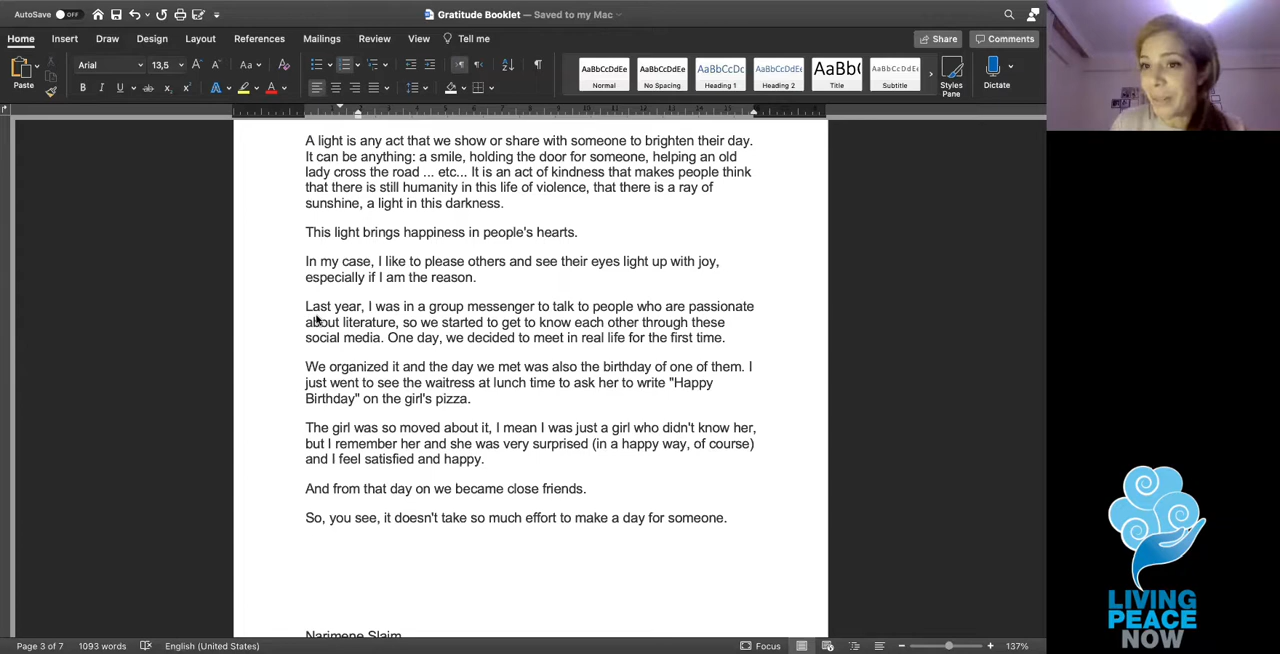 AutoSave OFF Gratitude Booklet — Saved to my Mac
Home Insert Draw Design Layout References Mailings Review View Tell me Share Comments
Paste Arial 13,5 Aa AaBbCcDdEe AaBbCcDdEe AaBbCcDc AaBbCcDdEe AaBb( AaBbCcDdEe
Normal No Spacing Heading 1 Heading 2 Title Subtitle Styles Pane Dictate
A light is any act that we show or share with someone to brighten their day.
It can be anything: a smile, holding the door for someone, helping an old
lady cross the road ... etc... It is an act of kindness that makes people think
that there is still humanity in this life of violence, that there is a ray of
sunshine, a light in this darkness.
This light brings happiness in people's hearts.
In my case, I like to please others and see their eyes light up with joy,
especially if I am the reason.
Last year, I was in a group messenger to talk to people who are passionate
about literature, so we started to get to know each other through these
social media. One day, we decided to meet in real life for the first time.
We organized it and the day we met was also the birthday of one of them. I
just went to see the waitress at lunch time to ask her to write "Happy
Birthday" on the girl's pizza.
The girl was so moved about it, I mean I was just a girl who didn't know her,
but I remember her and she was very surprised (in a happy way, of course)
and I feel satisfied and happy.
And from that day on we became close friends.
So, you see, it doesn't take so much effort to make a day for someone.
Narimene Slaim
Page 3 of 7 1093 words English (United States) Focus 137%
LIVING
PEACE
NOW